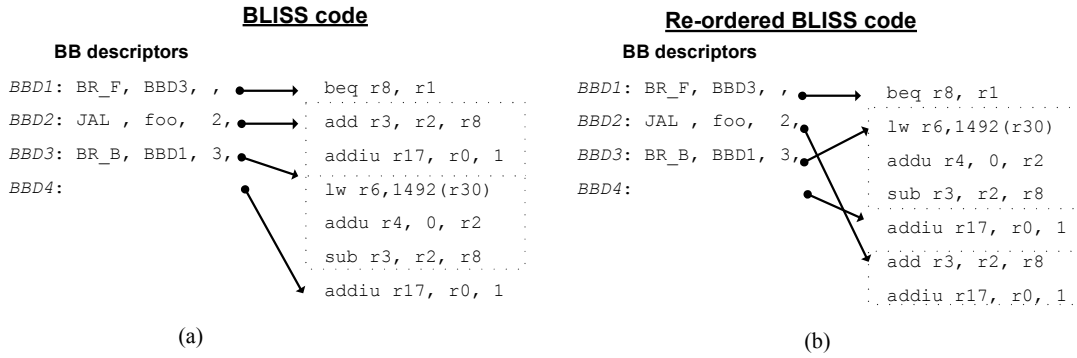 BLISS code
BB descriptors
BBD1: BR_F, BBD3, ,
BBD2: JAL , foo, 2,
BBD3: BR_B, BBD1, 3,
BBD4:
beq r8, r1
add r3, r2, r8
addiu r17, r0, 1
lw r6,1492(r30)
addu r4, 0, r2
sub r3, r2, r8
addiu r17, r0, 1
(a)
Re-ordered BLISS code
BB descriptors
BBD1: BR_F, BBD3, ,
BBD2: JAL , foo, 2,
BBD3: BR_B, BBD1, 3,
BBD4:
beq r8, r1
lw r6,1492(r30)
addu r4, 0, r2
sub r3, r2, r8
addiu r17, r0, 1
add r3, r2, r8
addiu r17, r0, 1
(b)